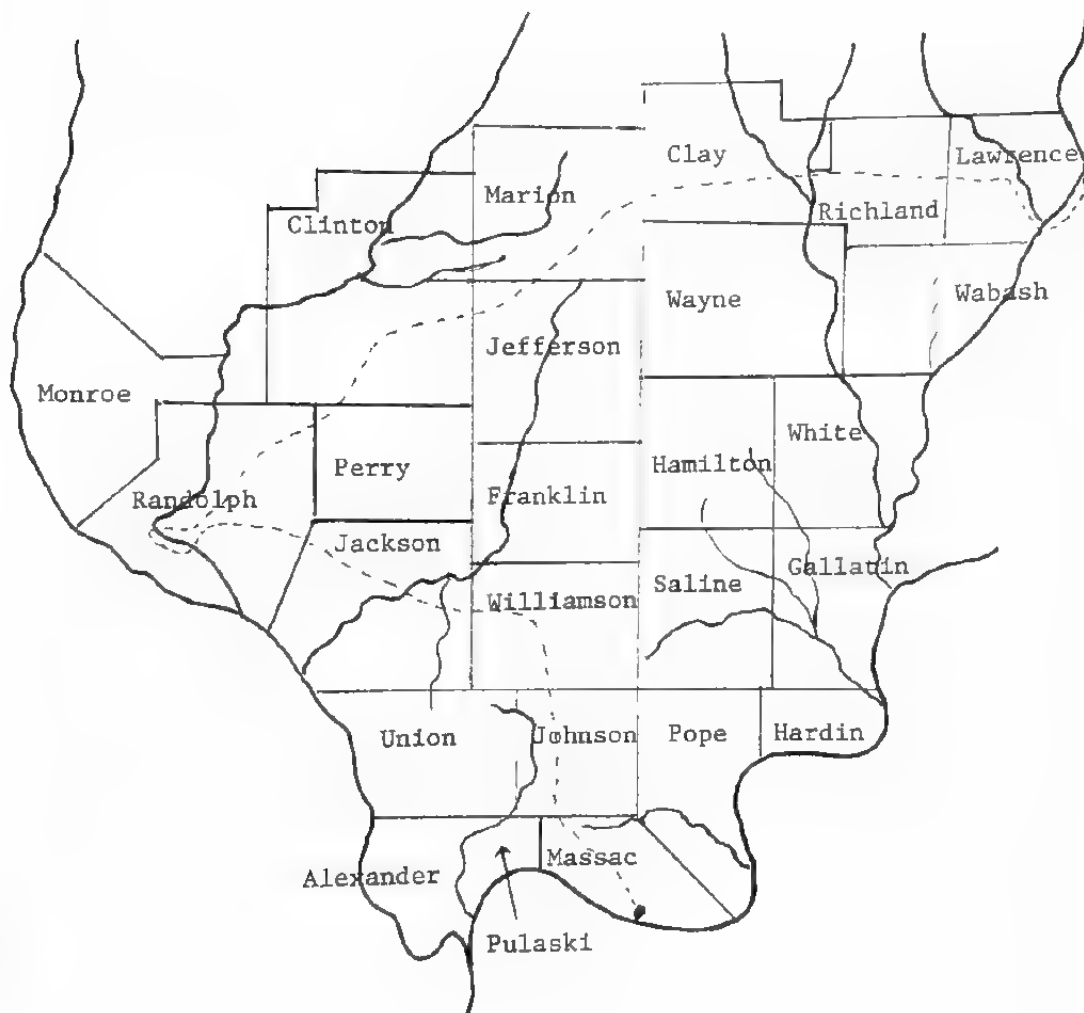 Clay
Lawrence
Marion
Richland
Clinton
Wabash
Wayne
Jefferson
Monroe
White
Hamilton
Perry
Franklin
Randolph
Jackson
Gallatin
Saline
Williamson
Union
Johnson
Pope
Hardin
Massac
Alexander
Pulaski